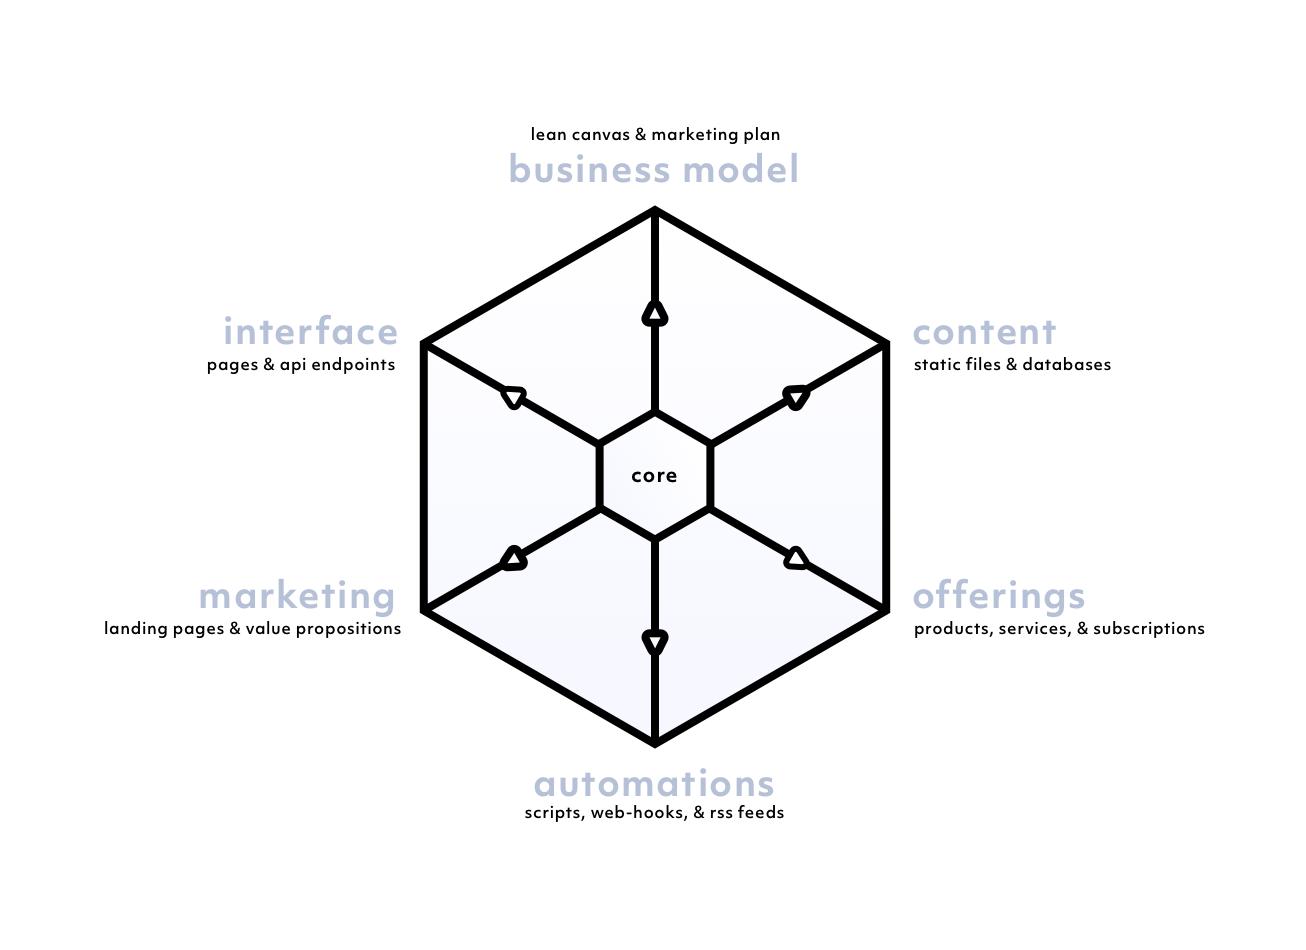 lean canvas & marketing plan
business model
interface
pages & api endpoints
content
static files & databases
core
marketing
landing pages & value propositions
offerings
products, services, & subscriptions
automations
scripts, web-hooks, & rss feeds